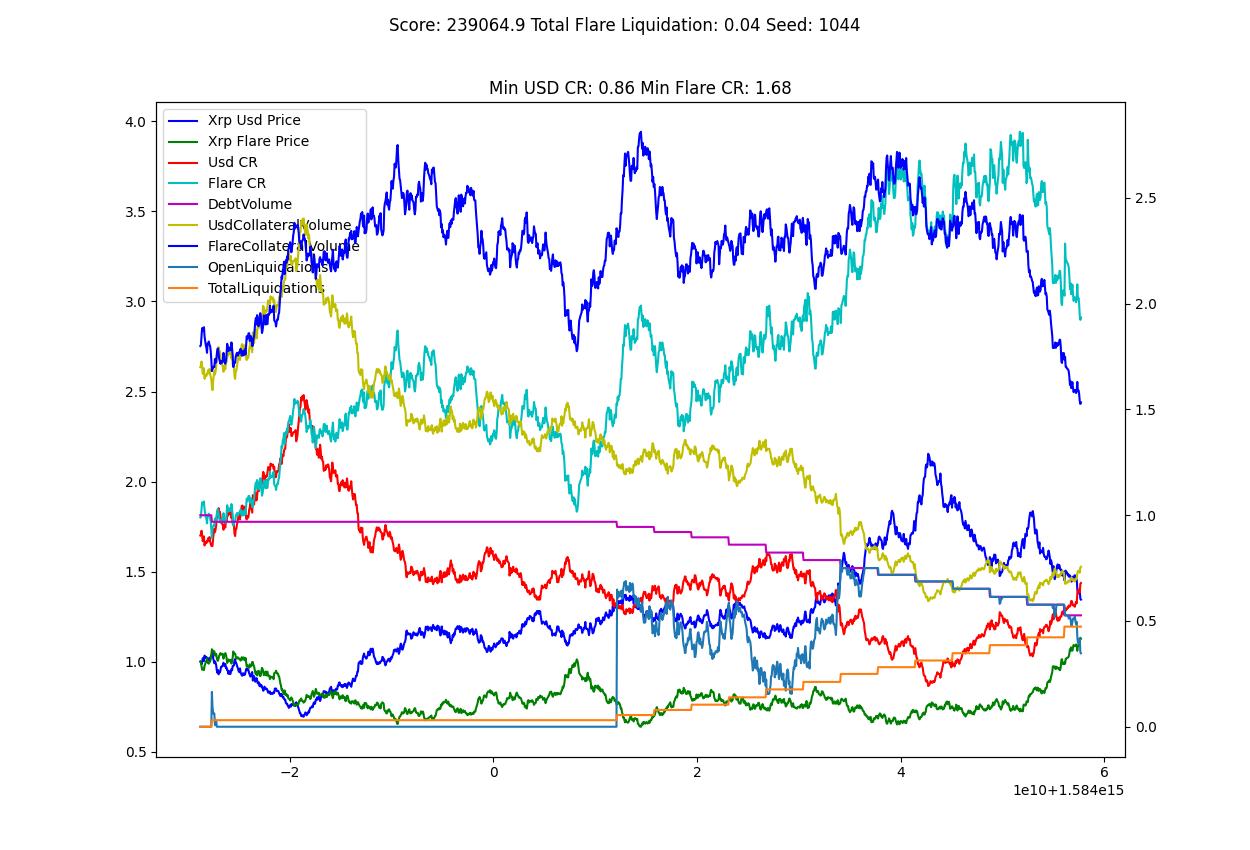 Score: 239064.9 Total Flare Liquidation: 0.04 Seed: 1044
Min USD CR: 0.86 Min Flare CR: 1.68
Xrp Usd Price
Xrp Flare Price
Usd CR
Flare CR
DebtVolume
UsdCollateralVolume
FlareCollateralVolume
OpenLiquidations
TotalLiquidations
4.0
3.5
3.0
2.5
2.0
1.5
1.0
0.5
2.5
2.0
1.5
1.0
0.5
0.0
−2 0 2 4 6
1e10+1.584e15